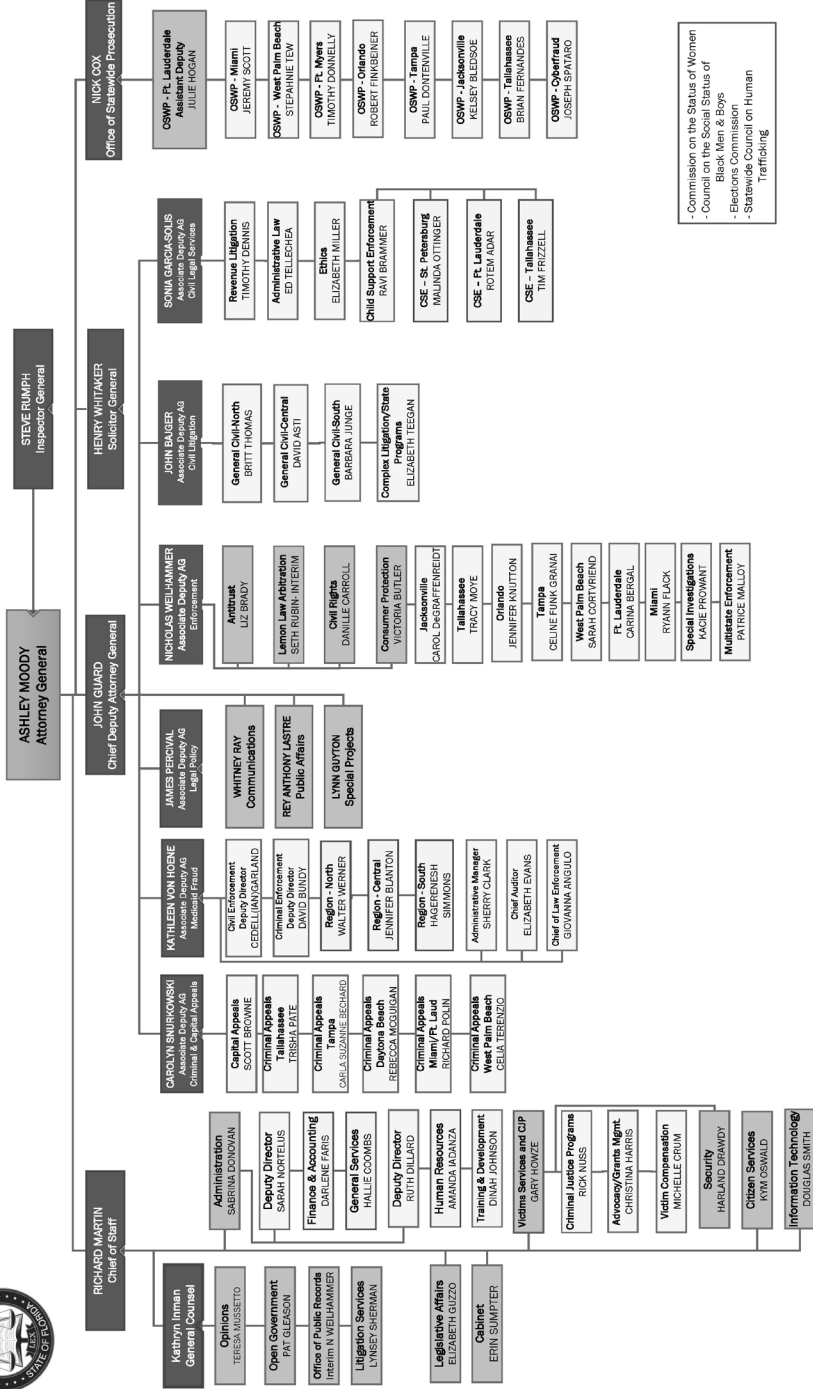 STATE OF FLORIDA
LEX
ASHLEY MOODY
Attorney General
STEVE RUMPH
Inspector General
RICHARD MARTIN
Chief of Staff
JOHN GUARD
Chief Deputy Attorney General
HENRY WHITAKER
Solicitor General
NICK COX
Office of Statewide Prosecution
Kathryn Inman
General Counsel
Opinions
TERESA MUSSETTO
Open Government
PAT GLEASON
Office of Public Records
Interim N WEILHAMMER
Litigation Services
LYNSEY SHERMAN
Legislative Affairs
ELIZABETH GUZZO
Cabinet
ERIN SUMPTER
Administration
SABRINA DONOVAN
Deputy Director
SARAH NORTELUS
Finance & Accounting
DARLENE FARIS
General Services
HALLIE COOMBS
Deputy Director
RUTH DILLARD
Human Resources
AMANDA IADANZA
Training & Development
DINAH JOHNSON
Victims Services and CJP
GARY HOWZE
Criminal Justice Programs
RICK NUSS
Advocacy/Grants Mgmt.
CHRISTINA HARRIS
Victim Compensation
MICHELLE CRUM
Security
HARLAND DRAWDY
Citizen Services
KYM OSWALD
Information Technology
DOUGLAS SMITH
CAROLYN SNURKOWSKI
Associate Deputy AG
Criminal & Capital Appeals
Capital Appeals
SCOTT BROWNE
Criminal Appeals
Tallahassee
TRISHA PATE
Criminal Appeals
Tampa
CARLA SUZANNE BECHARD
Criminal Appeals
Daytona Beach
REBECCA MCGUIGAN
Criminal Appeals
Miami/Ft. Laud
RICHARD POLIN
Criminal Appeals
West Palm Beach
CELIA TERENZIO
KATHLEEN VON HOENE
Associate Deputy AG
Medicaid Fraud
Civil Enforcement
Deputy Director
CEDELL(IAN)GARLAND
Criminal Enforcement
Deputy Director
DAVID BUNDY
Region - North
WALTER WERNER
Region - Central
JENNIFER BLANTON
Region - South
HAGERENESH
SIMMONS
Administrative Manager
SHERRY CLARK
Chief Auditor
ELIZABETH EVANS
Chief of Law Enforcement
GIOVANNA ANGULO
JAMES PERCIVAL
Associate Deputy AG
Legal Policy
WHITNEY RAY
Communications
REY ANTHONY LASTRE
Public Affairs
LYNN GUYTON
Special Projects
NICHOLAS WEILHAMMER
Associate Deputy AG
Enforcement
Antitrust
LIZ BRADY
Lemon Law Arbitration
SETH RUBIN- INTERIM
Civil Rights
DANILLE CARROLL
Consumer Protection
VICTORIA BUTLER
Jacksonville
CAROL DeGRAFFENREIDT
Tallahassee
TRACY MOYE
Orlando
JENNIFER KNUTTON
Tampa
CELINE FUNK GRANAI
West Palm Beach
SARAH CORTVRIEND
Ft. Lauderdale
CARINA BERGAL
Miami
RYANN FLACK
Special Investigations
KACIE PROWANT
Multistate Enforcement
PATRICE MALLOY
JOHN BAJGER
Associate Deputy AG
Civil Litigation
General Civil-North
BRITT THOMAS
General Civil-Central
DAVID ASTI
General Civil-South
BARBARA JUNGE
Complex Litigation/State
Programs
ELIZABETH TEEGAN
SONIA GARCIA-SOLIS
Associate Deputy AG
Civil Legal Services
Revenue Litigation
TIMOTHY DENNIS
Administrative Law
ED TELLECHEA
Ethics
ELIZABETH MILLER
Child Support Enforcement
RAVI BRAMMER
CSE – St. Petersburg
MALINDA OTTINGER
CSE – Ft. Lauderdale
ROTEM ADAR
CSE – Tallahassee
TIM FRIZZELL
OSWP - Ft. Lauderdale
Assistant Deputy
JULIE HOGAN
OSWP - Miami
JEREMY SCOTT
OSWP - West Palm Beach
STEPAHNIE TEW
OSWP - Ft. Myers
TIMOTHY DONNELLY
OSWP - Orlando
ROBERT FINKBEINER
OSWP - Tampa
PAUL DONTENVILLE
OSWP -Jacksonville
KELSEY BLEDSOE
OSWP - Tallahassee
BRIAN FERNANDES
OSWP - Cyberfraud
JOSEPH SPATARO
- Commission on the Status of Women
- Council on the Social Status of
Black Men & Boys
- Elections Commission
- Statewide Council on Human
Trafficking